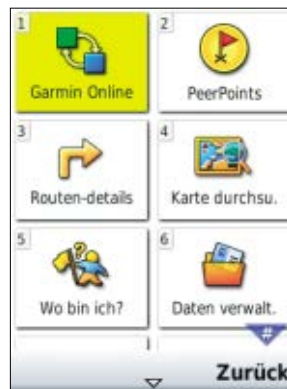 1
Garmin Online
2
PeerPoints
3
Routen-details
4
Karte durchsu.
5
Wo bin ich?
6
Daten verwalt.
#
Zurück